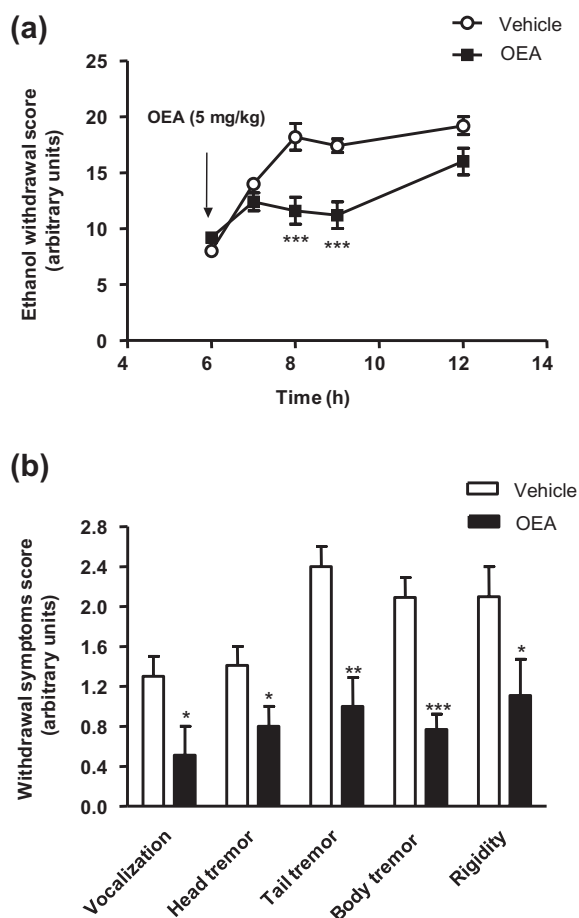 (a)
Vehicle
OEA
25
20
15
10
5
0
OEA (5 mg/kg)
***
***
4
6
8
10
12
14
Time (h)
Ethanol withdrawal score
(arbitrary units)
(b)
Vehicle
OEA
2.8
2.4
2.0
1.6
1.2
0.8
0.4
0.0
*
*
**
***
*
Withdrawal symptoms score
(arbitrary units)
Vocalization
Head tremor
Tail tremor
Body tremor
Rigidity